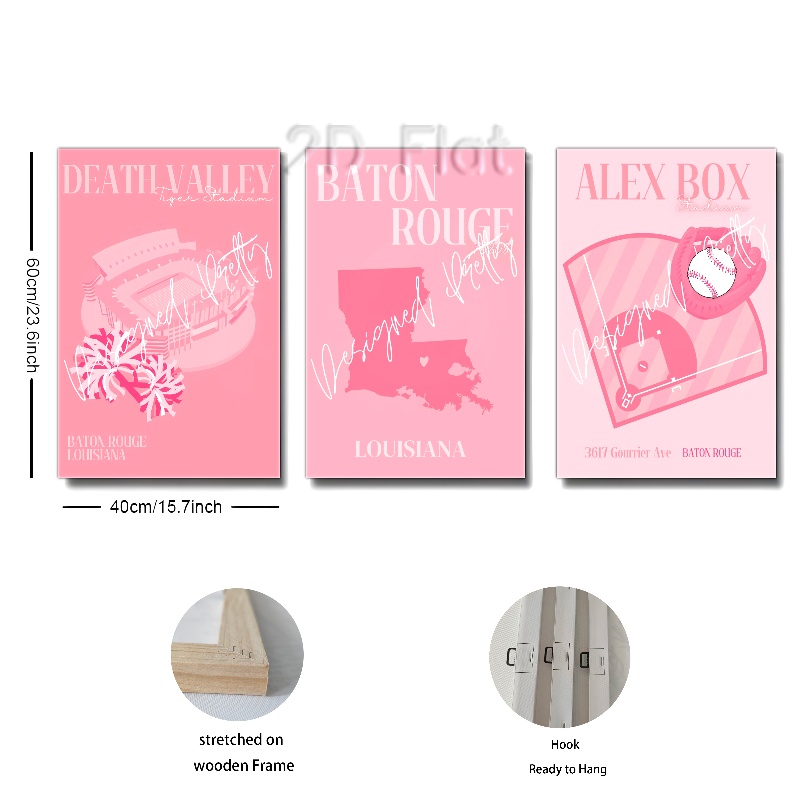 2D Flat
DEATH VALLEY
Tiger Stadium
Designed Pretty
BATON ROUGE
LOUISIANA
BATON
ROUGE
Designed Pretty
LOUISIANA
ALEX BOX
Stadium
Designed Pretty
3617 Gourrier Ave BATON ROUGE
60cm/23.6inch
40cm/15.7inch
stretched on
wooden Frame
Hook
Ready to Hang